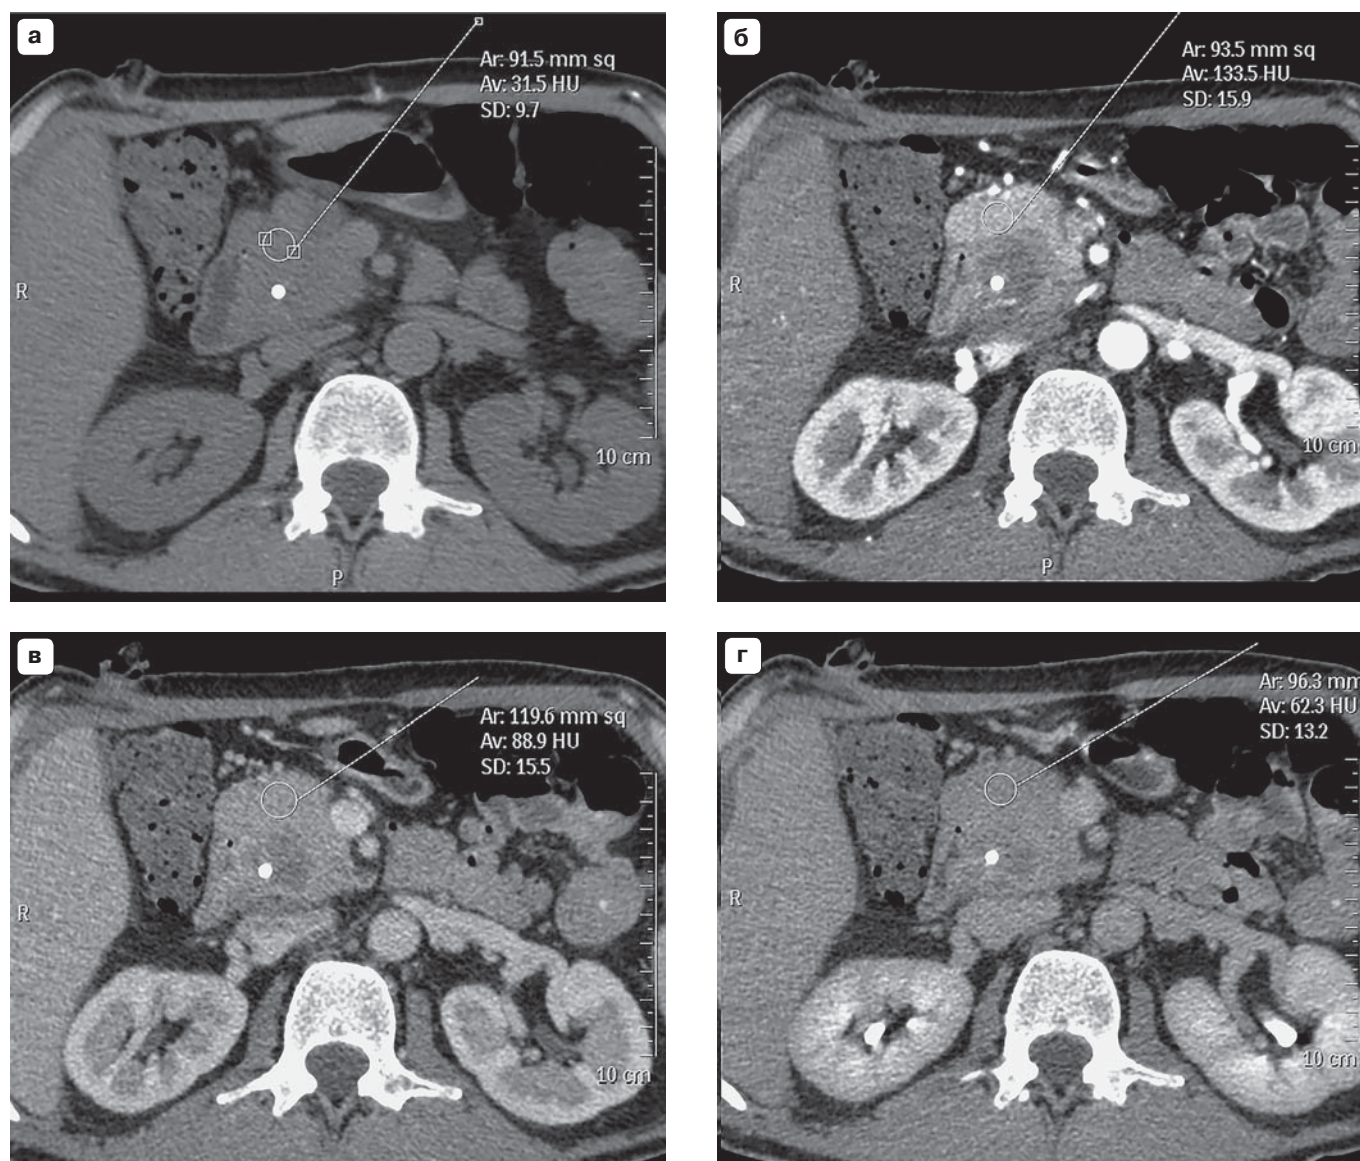 а
Ar: 91.5 mm sq
Av: 31.5 HU
SD: 9.7
R
10 cm
P
б
Ar: 93.5 mm sq
Av: 133.5 HU
SD: 15.9
R
10 cm
P
в
Ar: 119.6 mm sq
Av: 88.9 HU
SD: 15.5
R
10 cm
г
Ar: 96.3 mm
Av: 62.3 HU
SD: 13.2
R
10 cm